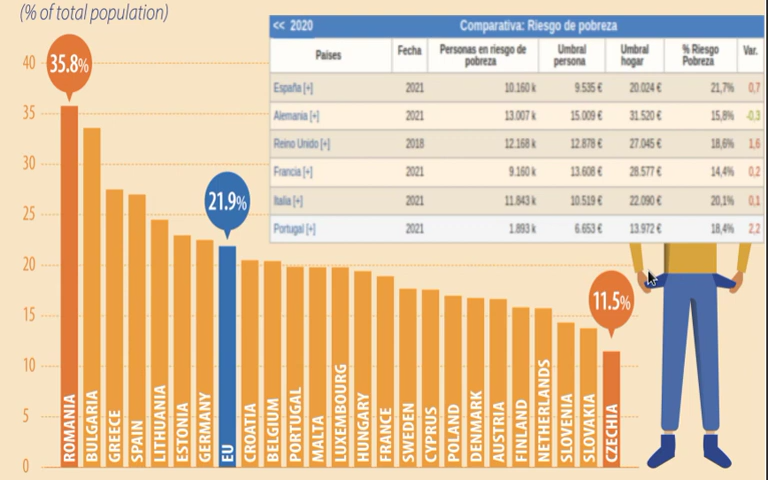 (% of total population)
<< 2020 Comparativa: Riesgo de pobreza
Países Fecha Personas en riesgo de pobreza Umbral persona Umbral hogar % Riesgo Pobreza Var.
España [+] 2021 10.160 k 9.535 € 20.024 € 21,7% 0,7
Alemania [+] 2021 13.007 k 15.009 € 31.520 € 15,8% -0,3
Reino Unido [+] 2018 12.168 k 12.878 € 27.045 € 18,6% 1,6
Francia [+] 2021 9.160 k 13.608 € 28.577 € 14,4% 0,2
Italia [+] 2021 11.843 k 10.519 € 22.090 € 20,1% 0,1
Portugal [+] 2021 1.893 k 6.653 € 13.972 € 18,4% 2,2
40
35
30
25
20
15
10
5
0
35.8%
21.9%
11.5%
ROMANIA
BULGARIA
GREECE
SPAIN
LITHUANIA
ESTONIA
GERMANY
EU
CROATIA
BELGIUM
PORTUGAL
MALTA
LUXEMBOURG
HUNGARY
FRANCE
SWEDEN
CYPRUS
POLAND
DENMARK
AUSTRIA
FINLAND
NETHERLANDS
SLOVENIA
SLOVAKIA
CZECHIA